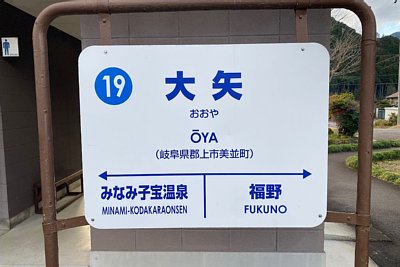 19
大矢
おおや
ŌYA
(岐阜県郡上市美並町)
みなみ子宝温泉 福野
MINAMI-KODAKARAONSEN FUKUNO